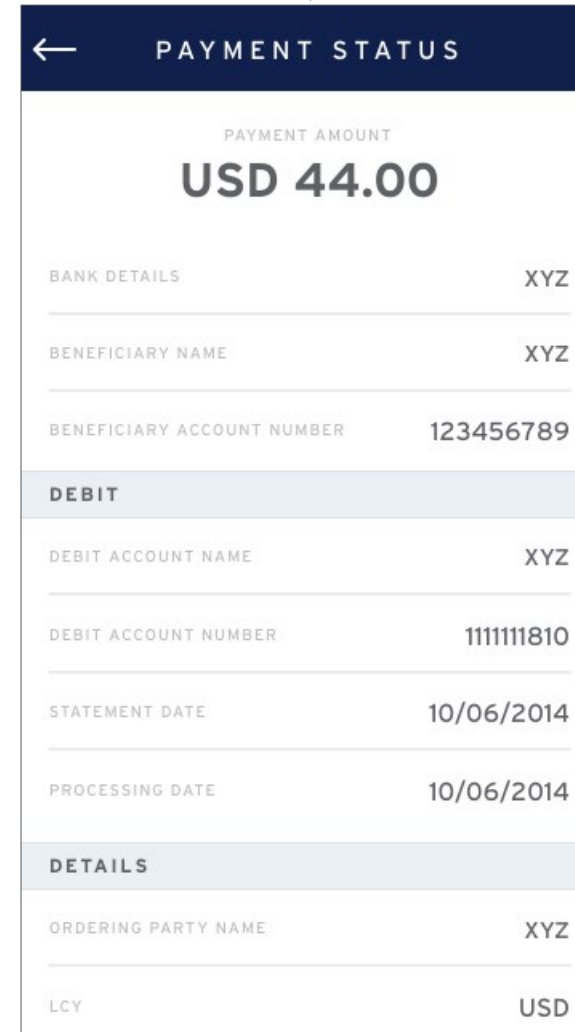 PAYMENT STATUS
PAYMENT AMOUNT
USD 44.00
BANK DETAILS XYZ
BENEFICIARY NAME XYZ
BENEFICIARY ACCOUNT NUMBER 123456789
DEBIT
DEBIT ACCOUNT NAME XYZ
DEBIT ACCOUNT NUMBER 1111111810
STATEMENT DATE 10/06/2014
PROCESSING DATE 10/06/2014
DETAILS
ORDERING PARTY NAME XYZ
LCY USD